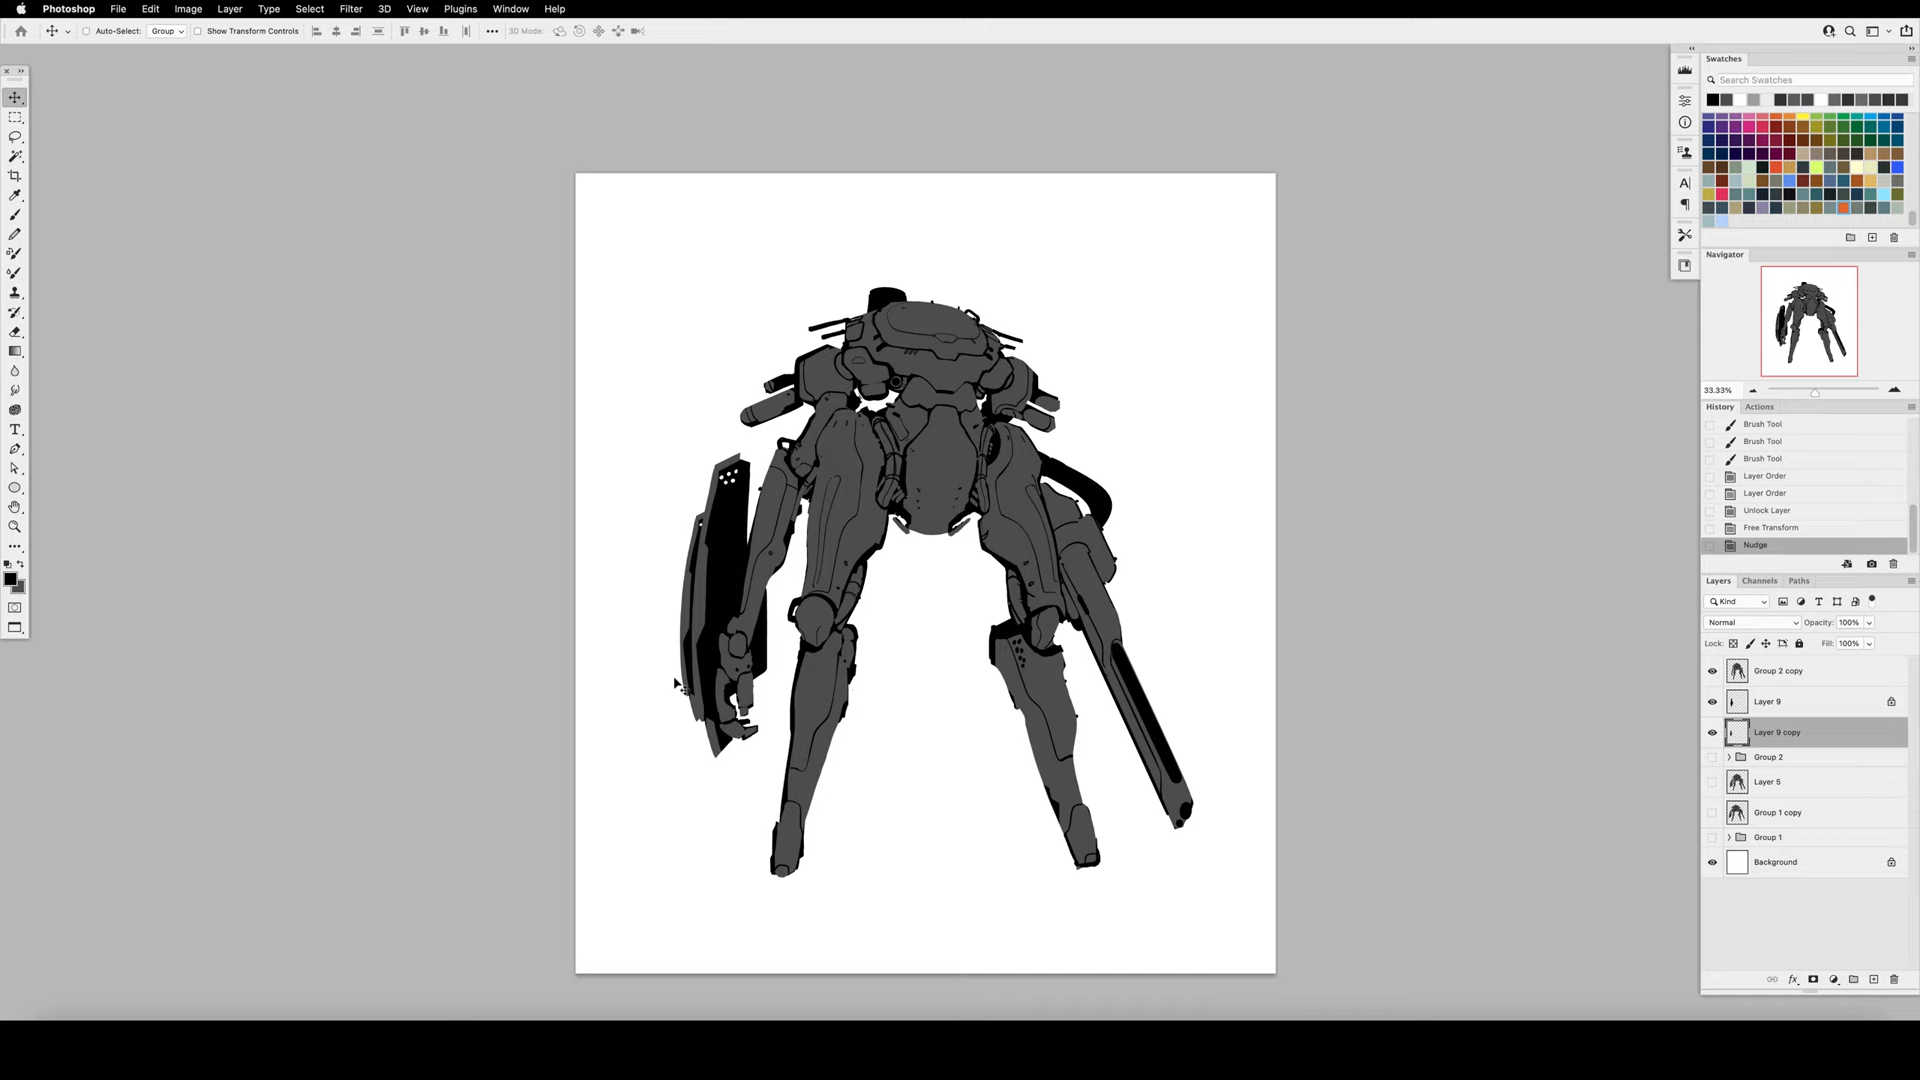 Photoshop File Edit Image Layer Type Select Filter 3D View Plugins Window Help
Auto-Select: Group Show Transform Controls 3D Mode:
Swatches
Search Swatches
Navigator
33.33%
History Actions
Brush Tool
Brush Tool
Brush Tool
Layer Order
Layer Order
Unlock Layer
Free Transform
Nudge
Layers Channels Paths
Kind
Normal Opacity: 100%
Lock: Fill: 100%
Group 2 copy
Layer 9
Layer 9 copy
Group 2
Layer 5
Group 1 copy
Group 1
Background